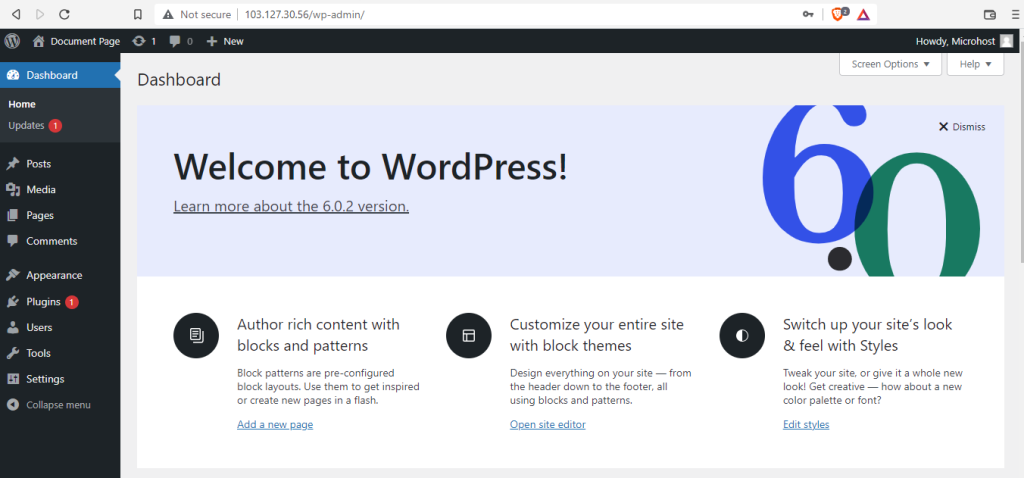 Not secure 103.127.30.56/wp-admin/ 2
Document Page 1 0 New Howdy, Microhost
Dashboard
Home
Updates 1
Posts
Media
Pages
Comments
Appearance
Plugins 1
Users
Tools
Settings
Collapse menu
Screen Options Help
Dashboard
Dismiss
Welcome to WordPress!
Learn more about the 6.0.2 version.
6.0
Author rich content with
blocks and patterns
Block patterns are pre-configured
block layouts. Use them to get inspired
or create new pages in a flash.
Add a new page
Customize your entire site
with block themes
Design everything on your site — from
the header down to the footer, all
using blocks and patterns.
Open site editor
Switch up your site’s look
& feel with Styles
Tweak your site, or give it a whole new
look! Get creative — how about a new
color palette or font?
Edit styles